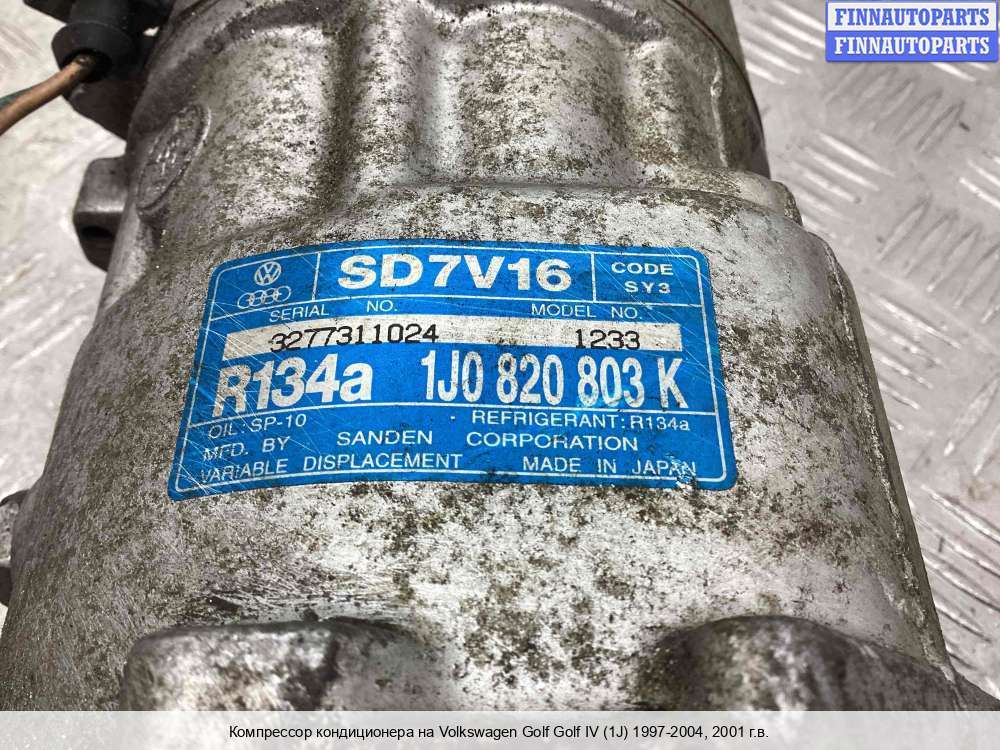 FINNAUTOPARTS
FINNAUTOPARTS
SD7V16
CODE
SY3
SERIAL NO. MODEL NO.
3277311024 1233
R134a 1J0 820 803 K
OIL: SP-10 REFRIGERANT: R134a
MFD. BY SANDEN CORPORATION
VARIABLE DISPLACEMENT MADE IN JAPAN
Компрессор кондиционера на Volkswagen Golf Golf IV (1J) 1997-2004, 2001 г.в.